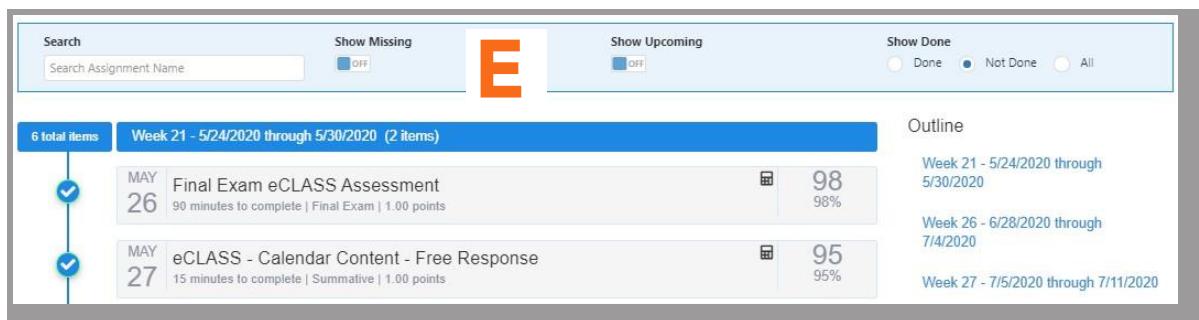 Search
Search Assignment Name
Show Missing
OFF
E
Show Upcoming
OFF
Show Done
Done
Not Done
All
6 total items
Week 21 - 5/24/2020 through 5/30/2020 (2 items)
MAY
26
Final Exam eCLASS Assessment
90 minutes to complete | Final Exam | 1.00 points
98
98%
MAY
27
eCLASS - Calendar Content - Free Response
15 minutes to complete | Summative | 1.00 points
95
95%
Outline
Week 21 - 5/24/2020 through
5/30/2020
Week 26 - 6/28/2020 through
7/4/2020
Week 27 - 7/5/2020 through 7/11/2020